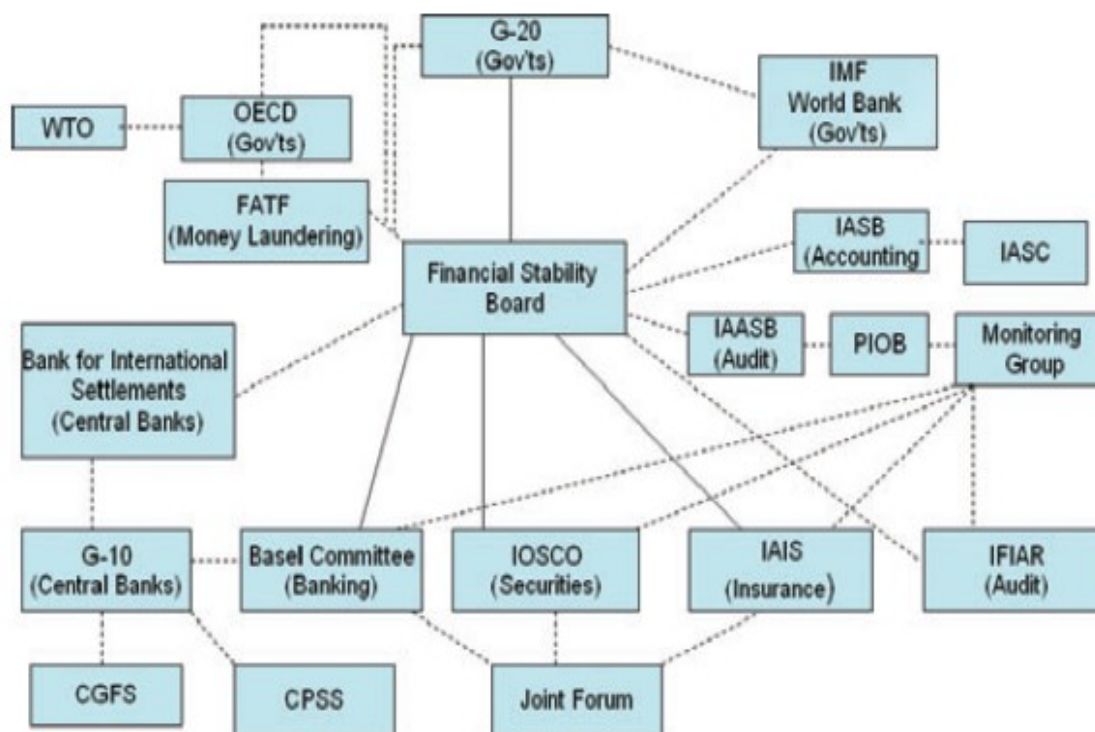 G-20
(Gov'ts)
IMF
World Bank
(Gov'ts)
WTO
OECD
(Gov'ts)
FATF
(Money Laundering)
IASB
(Accounting
IASC
Financial Stability
Board
IAASB
(Audit)
PIOB
Monitoring
Group
Bank for International
Settlements
(Central Banks)
G-10
(Central Banks)
Basel Committee
(Banking)
IOSCO
(Securities)
IAIS
(Insurance)
IFIAR
(Audit)
CGFS
CPSS
Joint Forum